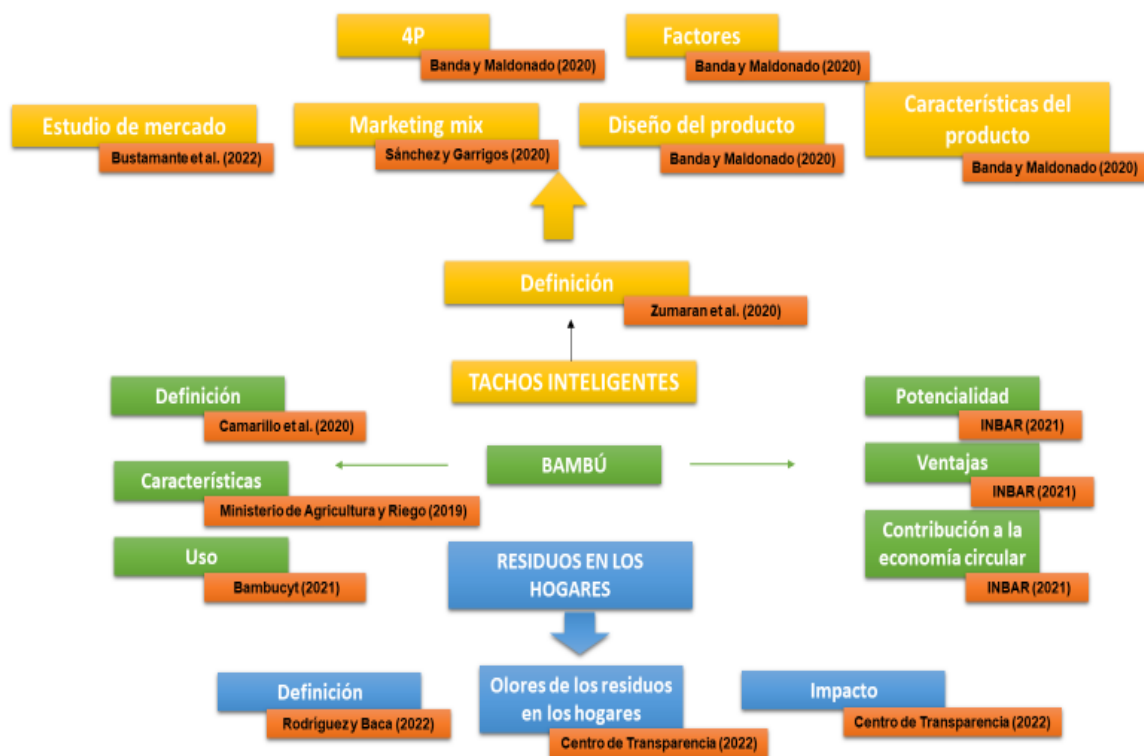 4P
Banda y Maldonado (2020)
Factores
Banda y Maldonado (2020)
Estudio de mercado
Bustamante et al. (2022)
Marketing mix
Sánchez y Garrigos (2020)
Diseño del producto
Banda y Maldonado (2020)
Características del
producto
Banda y Maldonado (2020)
Definición
Zumaran et al. (2020)
TACHOS INTELIGENTES
Definición
Camarillo et al. (2020)
Características
Ministerio de Agricultura y Riego (2019)
Uso
Bambucyt (2021)
BAMBÚ
Potencialidad
INBAR (2021)
Ventajas
INBAR (2021)
Contribución a la
economía circular
INBAR (2021)
RESIDUOS EN LOS
HOGARES
Definición
Rodríguez y Baca (2022)
Olores de los residuos
en los hogares
Centro de Transparencia (2022)
Impacto
Centro de Transparencia (2022)